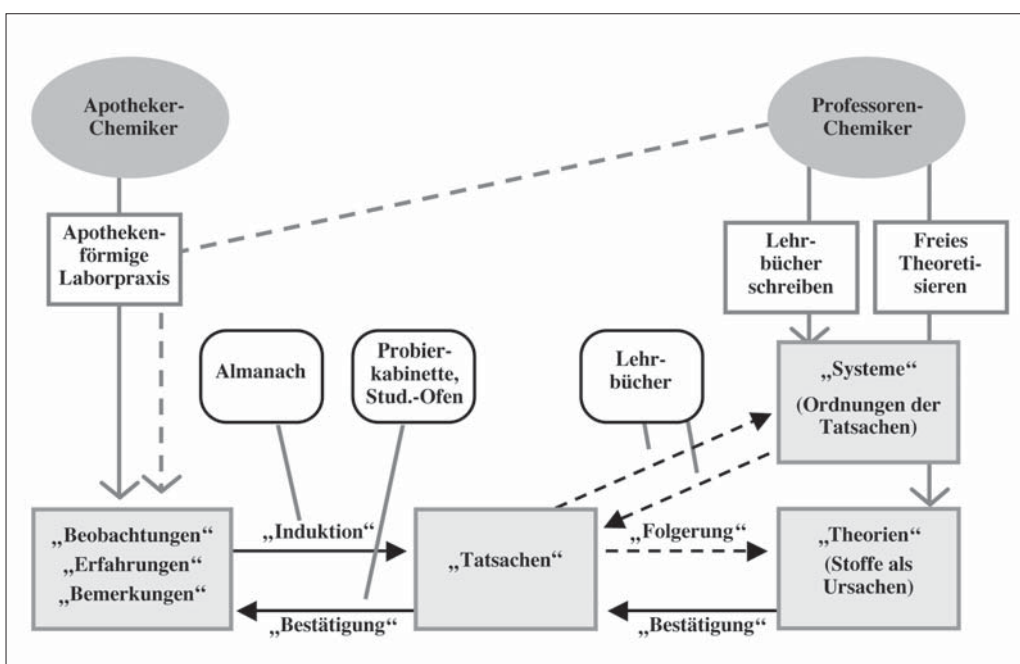 Apotheker-
Chemiker
Professoren-
Chemiker
Apotheken-
förmige
Laborpraxis
Lehr-
bücher
schreiben
Freies
Theoreti-
sieren
Almanach
Probier-
kabinette,
Stud.-Ofen
Lehr-
bücher
„Systeme“
(Ordnungen der
Tatsachen)
„Beobachtungen“
„Erfahrungen“
„Bemerkungen“
„Induktion“
„Bestätigung“
„Tatsachen“
„Folgerung“
„Bestätigung“
„Theorien“
(Stoffe als
Ursachen)